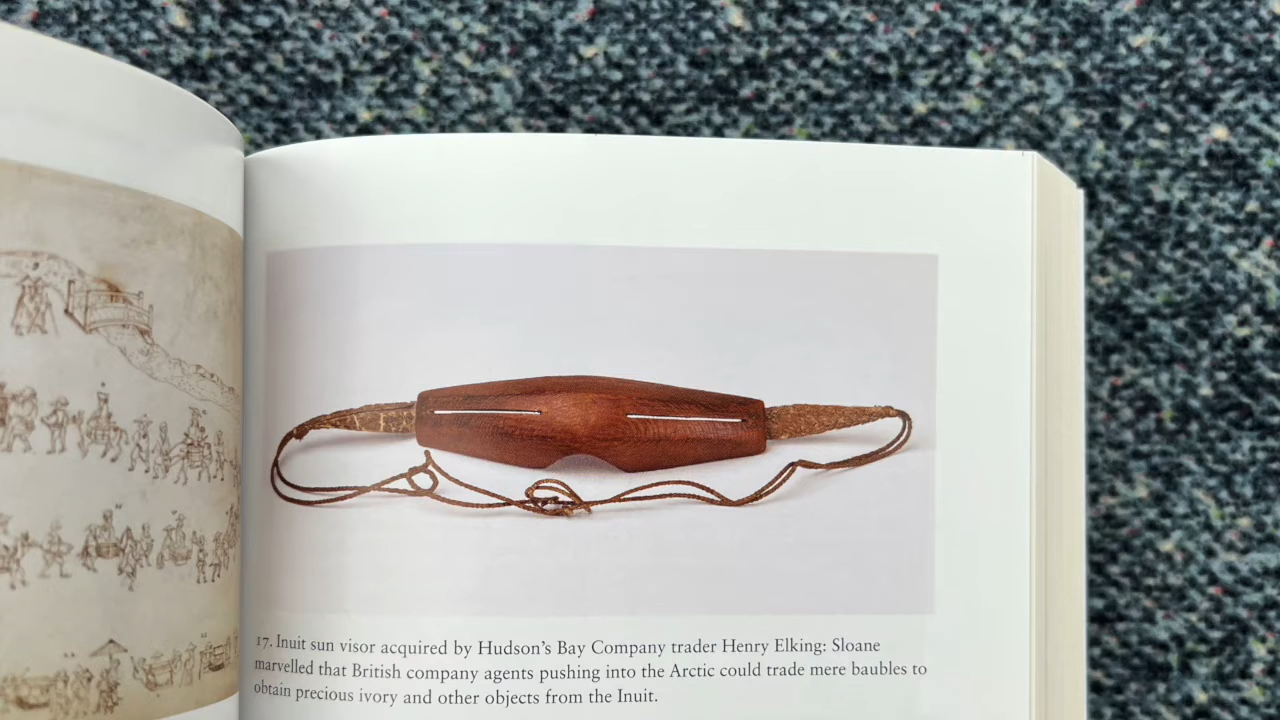 17. Inuit sun visor acquired by Hudson's Bay Company trader Henry Elking: Sloane
marvelled that British company agents pushing into the Arctic could trade mere baubles to
obtain precious ivory and other objects from the Inuit.